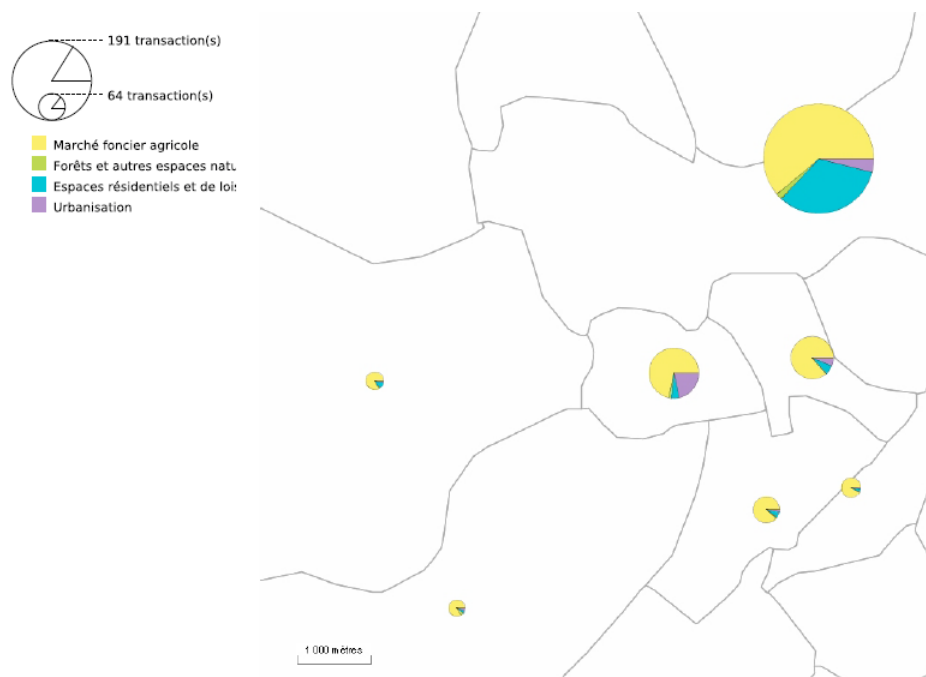 191 transaction(s)
64 transaction(s)
Marché foncier agricole
Forêts et autres espaces natu
Espaces résidentiels et de lois
Urbanisation
1 000 mètres